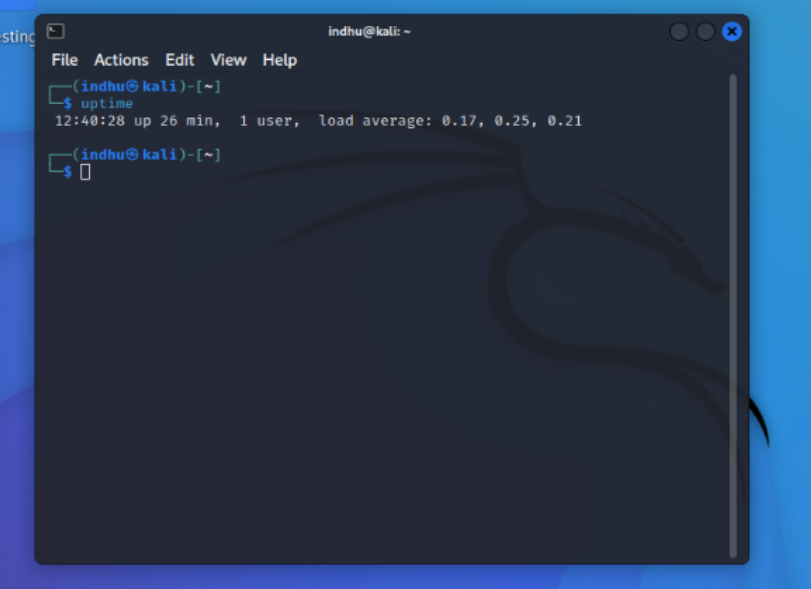 esting
indhu@kali: ~
File Actions Edit View Help
┌──(indhu㉿kali)-[~]
└─$ uptime
12:40:28 up 26 min,  1 user,  load average: 0.17, 0.25, 0.21
┌──(indhu㉿kali)-[~]
└─$